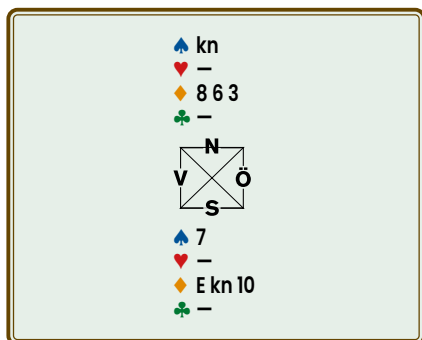 ♠ kn
♥ –
♦ 8 6 3
♣ –
N
V Ö
S
♠ 7
♥ –
♦ E kn 10
♣ –